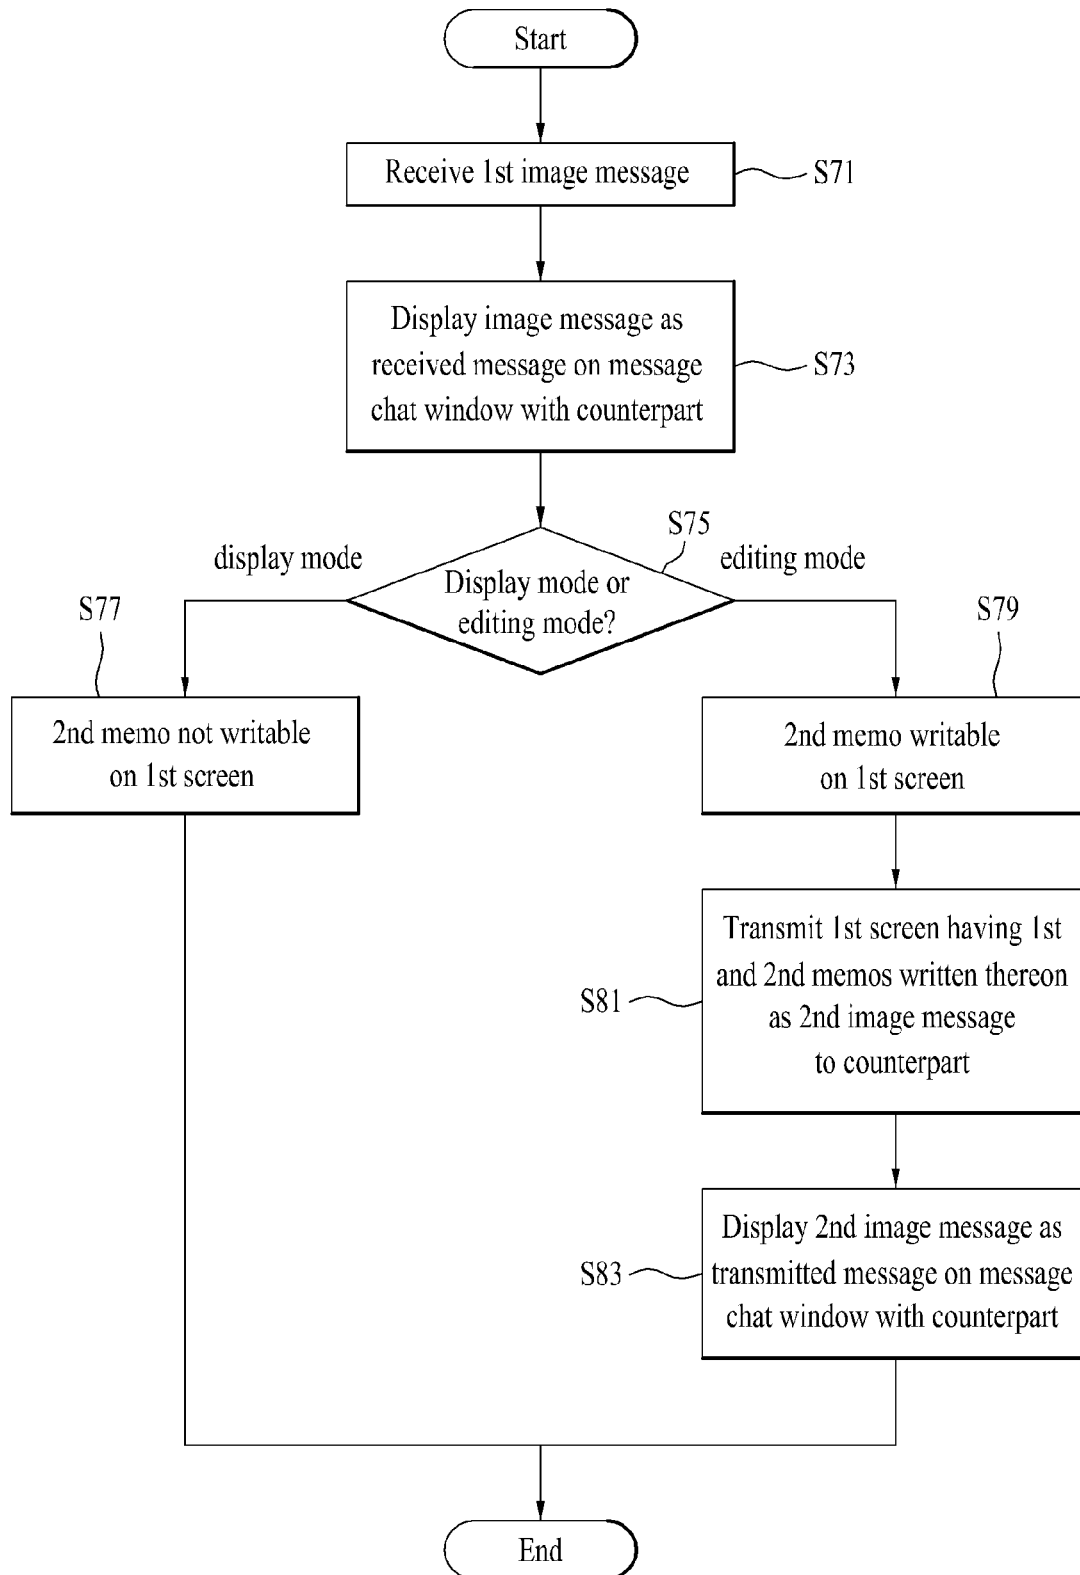 Start
Receive 1st image message
S71
Display image message as
received message on message
chat window with counterpart
S73
S75
display mode
editing mode
Display mode or
editing mode?
S77
S79
2nd memo not writable
on 1st screen
2nd memo writable
on 1st screen
Transmit 1st screen having 1st
and 2nd memos written thereon
as 2nd image message
to counterpart
S81
Display 2nd image message as
transmitted message on message
chat window with counterpart
S83
End